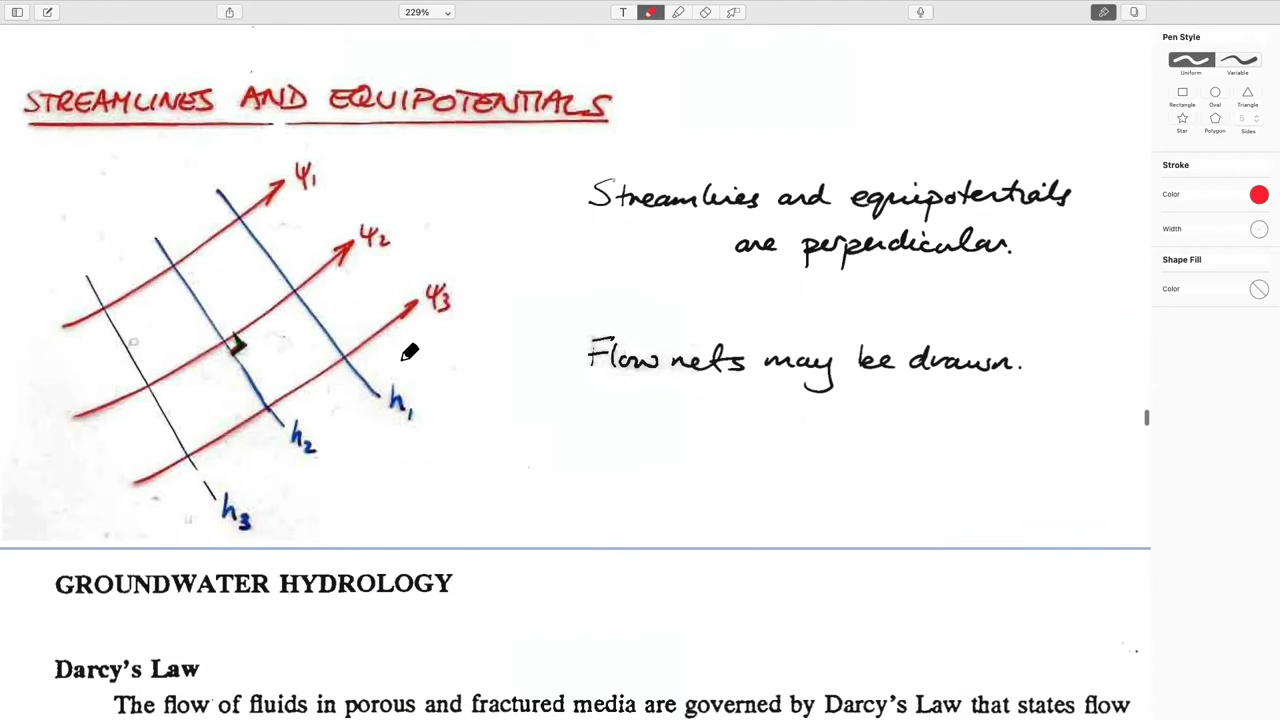 229%
T
Pen Style
Uniform
Variable
Rectangle
Oval
Triangle
Star
Polygon
5
Sides
Stroke
Color
Width
Shape Fill
Color
STREAMLINES AND EQUIPOTENTIALS
ψ1
ψ2
ψ3
h1
h2
h3
Streamlines and equipotentials
are perpendicular.
Flow nets may be drawn.
GROUNDWATER HYDROLOGY
Darcy's Law
The flow of fluids in porous and fractured media are governed by Darcy's Law that states flow